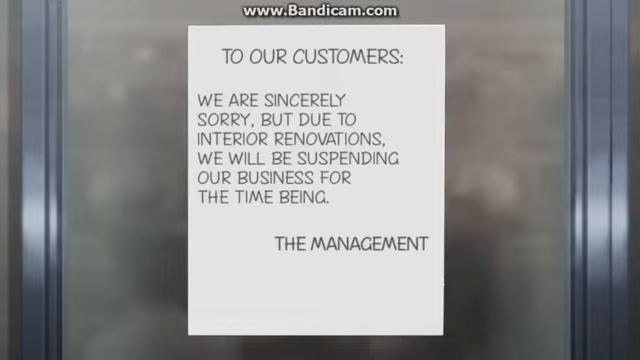 www.Bandicam.com
TO OUR CUSTOMERS:
WE ARE SINCERELY
SORRY, BUT DUE TO
INTERIOR RENOVATIONS,
WE WILL BE SUSPENDING
OUR BUSINESS FOR
THE TIME BEING.
THE MANAGEMENT